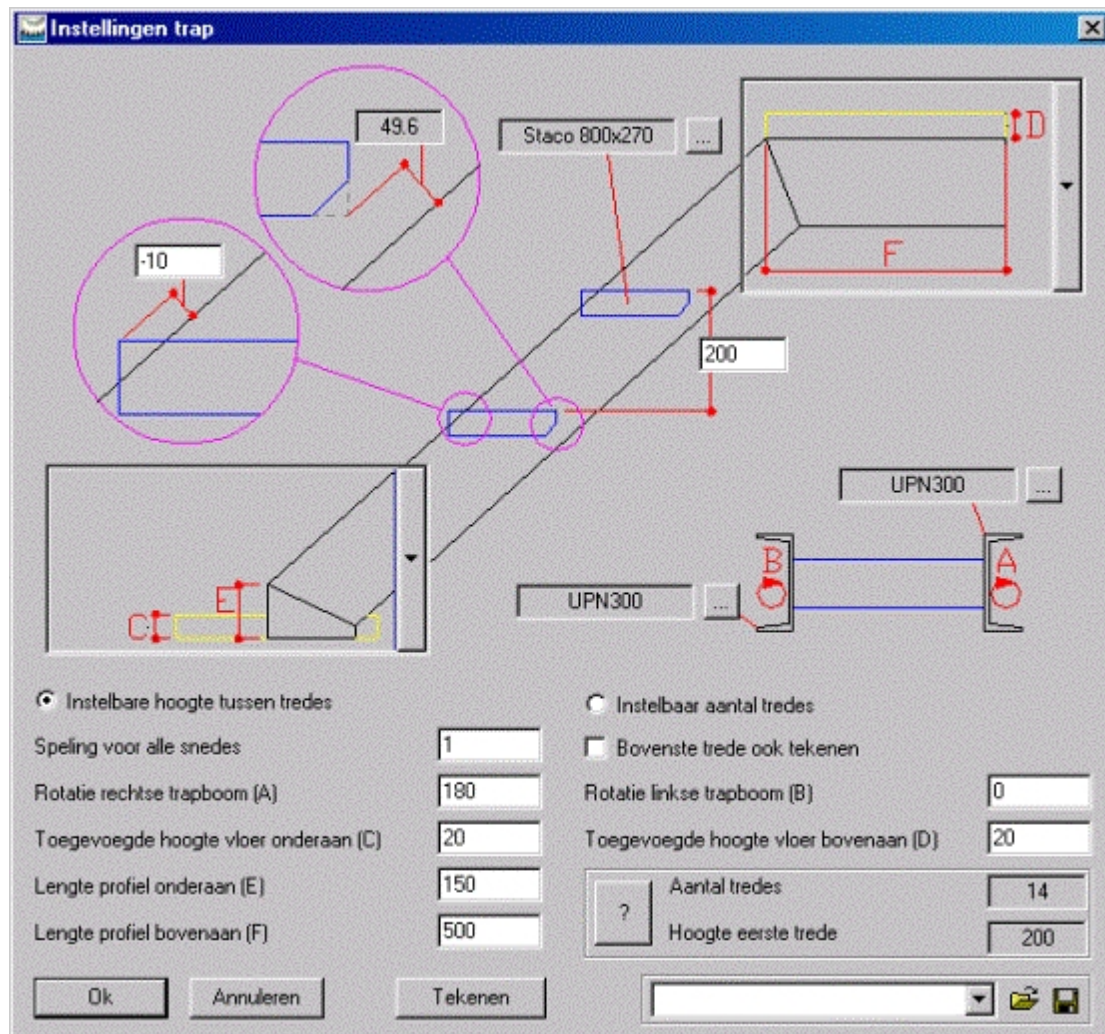 Instellingen trap
49.6
Staco 800x270 ...
D
F
-10
200
UPN300 ...
B A
UPN300 ...
E
C
Instelbare hoogte tussen tredes
Instelbaar aantal tredes
Speling voor alle snedes 1
Bovenste trede ook tekenen
Rotatie rechtse trapboom (A) 180
Rotatie linkse trapboom (B) 0
Toegevoegde hoogte vloer onderaan (C) 20
Toegevoegde hoogte vloer bovenaan (D) 20
Lengte profiel onderaan (E) 150
Lengte profiel bovenaan (F) 500
?
Aantal tredes 14
Hoogte eerste trede 200
Ok Annuleren Tekenen